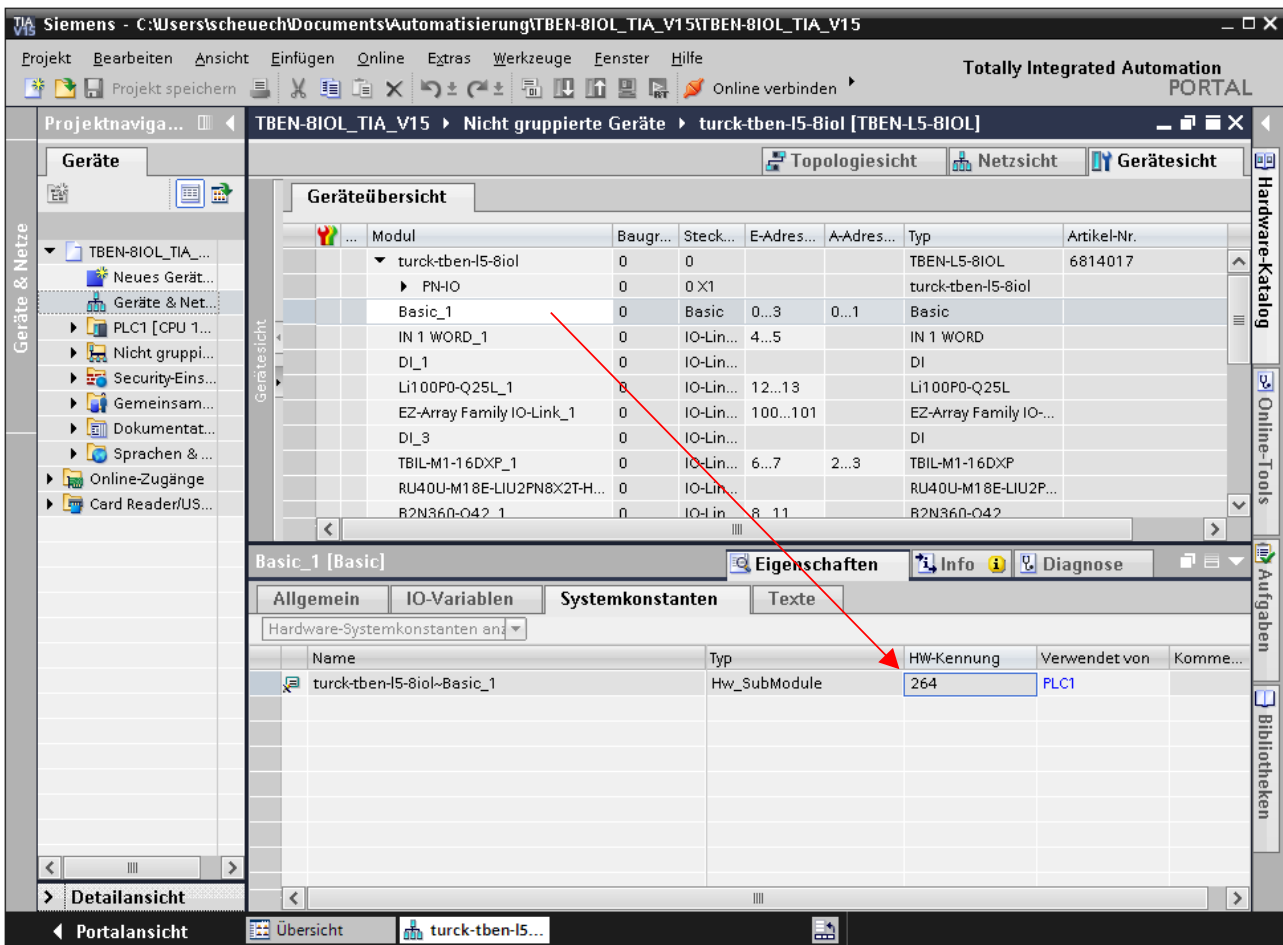 Siemens - C:\Users\scheuech\Documents\Automatisierung\TBEN-8IOL_TIA_V15\TBEN-8IOL_TIA_V15
Projekt Bearbeiten Ansicht Einfügen Online Extras Werkzeuge Fenster Hilfe
Totally Integrated Automation
PORTAL
Projekt speichern Online verbinden
Projektnaviga... TBEN-8IOL_TIA_V15 Nicht gruppierte Geräte turck-tben-l5-8iol [TBEN-L5-8IOL]
Geräte
Topologiesicht Netzsicht Gerätesicht
Geräteübersicht
... Modul Baugr... Steck... E-Adres... A-Adres... Typ Artikel-Nr.
turck-tben-l5-8iol 0 0 TBEN-L5-8IOL 6814017
PN-IO 0 0 X1 turck-tben-l5-8iol
Basic_1 0 Basic 0...3 0...1 Basic
IN 1 WORD_1 0 IO-Lin... 4...5 IN 1 WORD
DI_1 0 IO-Lin... DI
Li100P0-Q25L_1 0 IO-Lin... 12...13 Li100P0-Q25L
EZ-Array Family IO-Link_1 0 IO-Lin... 100...101 EZ-Array Family IO-...
DI_3 0 IO-Lin... DI
TBIL-M1-16DXP_1 0 IO-Lin... 6...7 2...3 TBIL-M1-16DXP
RU40U-M18E-LIU2PN8X2T-H... 0 IO-Lin... RU40U-M18E-LIU2P...
B2N360-Q42_1 0 IO-Lin... 8...11 B2N360-Q42
TBEN-8IOL_TIA_...
Neues Gerät...
Geräte & Net...
PLC1 [CPU 1...
Nicht gruppi...
Security-Eins...
Gemeinsam...
Dokumentat...
Sprachen & ...
Online-Zugänge
Card Reader/US...
Geräte & Netze
Gerätesicht
Basic_1 [Basic] Eigenschaften Info Diagnose
Allgemein IO-Variablen Systemkonstanten Texte
Hardware-Systemkonstanten anz
Name Typ HW-Kennung Verwendet von Komme...
turck-tben-l5-8iol~Basic_1 Hw_SubModule 264 PLC1
Hardware-Katalog
Online-Tools
Aufgaben
Bibliotheken
Detailansicht
Portalansicht Übersicht turck-tben-l5...